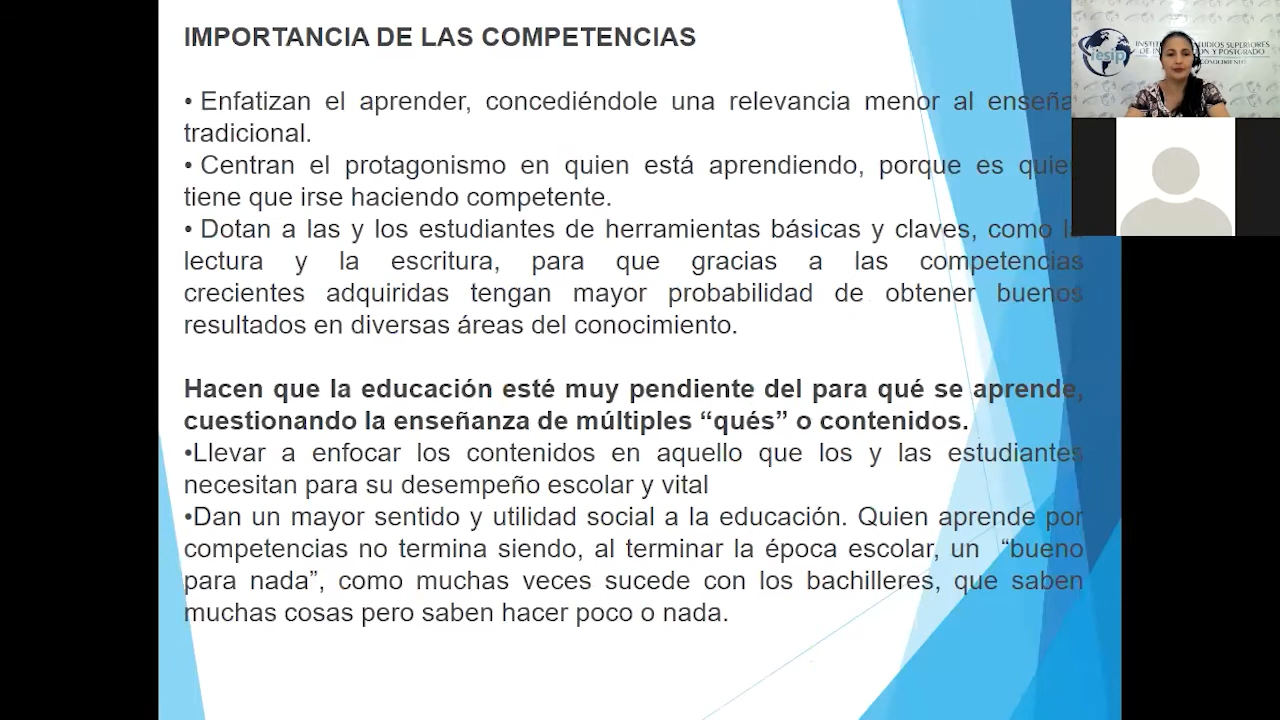 IMPORTANCIA DE LAS COMPETENCIAS
• Enfatizan el aprender, concediéndole una relevancia menor al
tradicional.
• Centran el protagonismo en quien está aprendiendo, porque es
tiene que irse haciendo competente.
• Dotan a las y los estudiantes de herramientas básicas y claves, como
lectura y la escritura, para que gracias a las competencias
crecientes adquiridas tengan mayor probabilidad de obtener buenos
resultados en diversas áreas del conocimiento.
Hacen que la educación esté muy pendiente del para qué se aprende,
cuestionando la enseñanza de múltiples “qués” o contenidos.
•Llevar a enfocar los contenidos en aquello que los y las estudiantes
necesitan para su desempeño escolar y vital
•Dan un mayor sentido y utilidad social a la educación. Quien aprende por
competencias no termina siendo, al terminar la época escolar, un “bueno
para nada”, como muchas veces sucede con los bachilleres, que saben
muchas cosas pero saben hacer poco o nada.
iesip
SUPERIORES
Y POSTGRADO